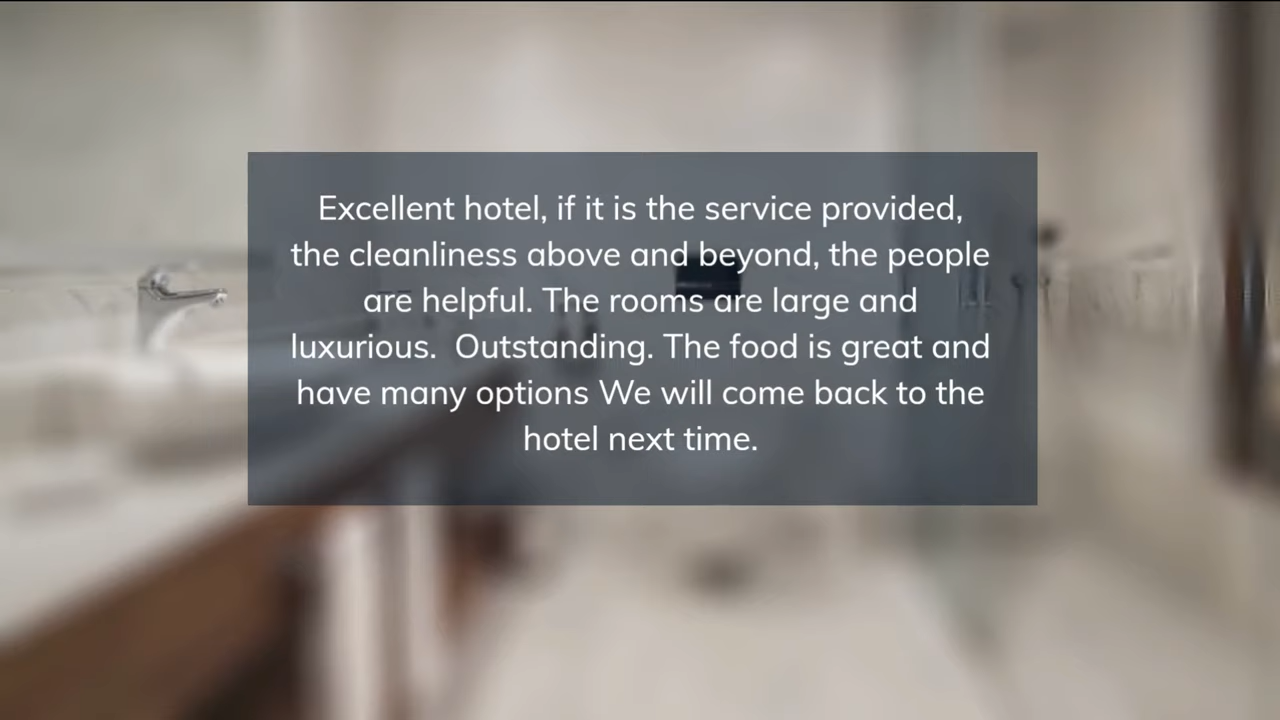 Excellent hotel, if it is the service provided,
the cleanliness above and beyond, the people
are helpful. The rooms are large and
luxurious.  Outstanding. The food is great and
have many options We will come back to the
hotel next time.